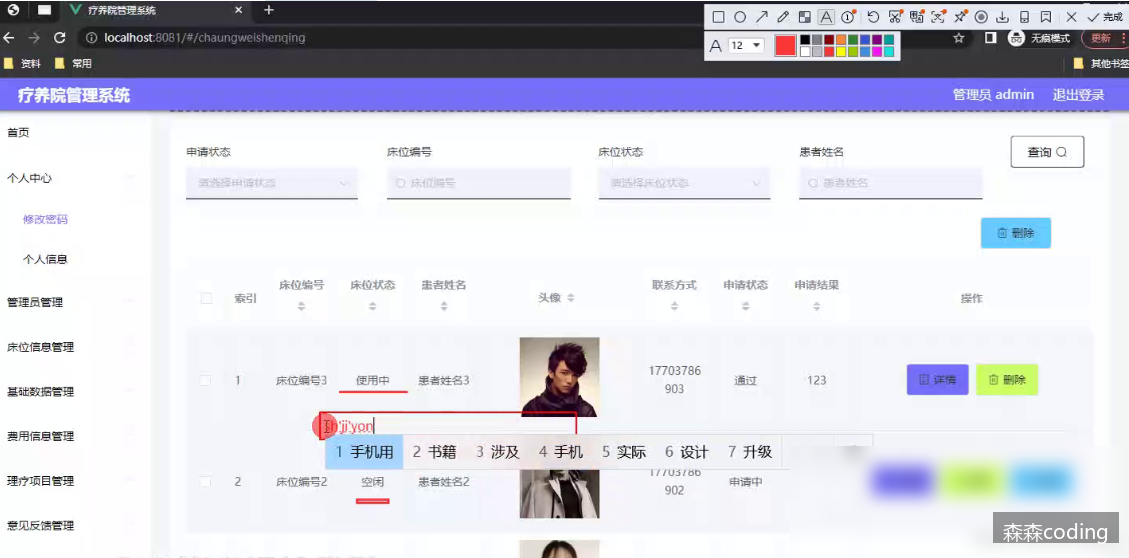 疗养院管理系统
12
完成
localhost:8081/#/chaungweishenqing
无痕模式
更新
资料
常用
其他书签
疗养院管理系统
管理员 admin
退出登录
首页
个人中心
修改密码
个人信息
管理员管理
床位信息管理
基础数据管理
费用信息管理
理疗项目管理
意见反馈管理
申请状态
床位编号
床位状态
患者姓名
查询
请选择申请状态
床位编号
请选择床位状态
患者姓名
删除
索引
床位编号
床位状态
患者姓名
头像
联系方式
申请状态
申请结果
操作
1
床位编号3
使用中
患者姓名3
17703786
903
通过
123
详情
删除
h'ji'yon
1 手机用 2 书籍 3 涉及 4 手机 5 实际 6 设计 7 升级
2
床位编号2
空闲
患者姓名2
17703786
902
申请中
森森coding